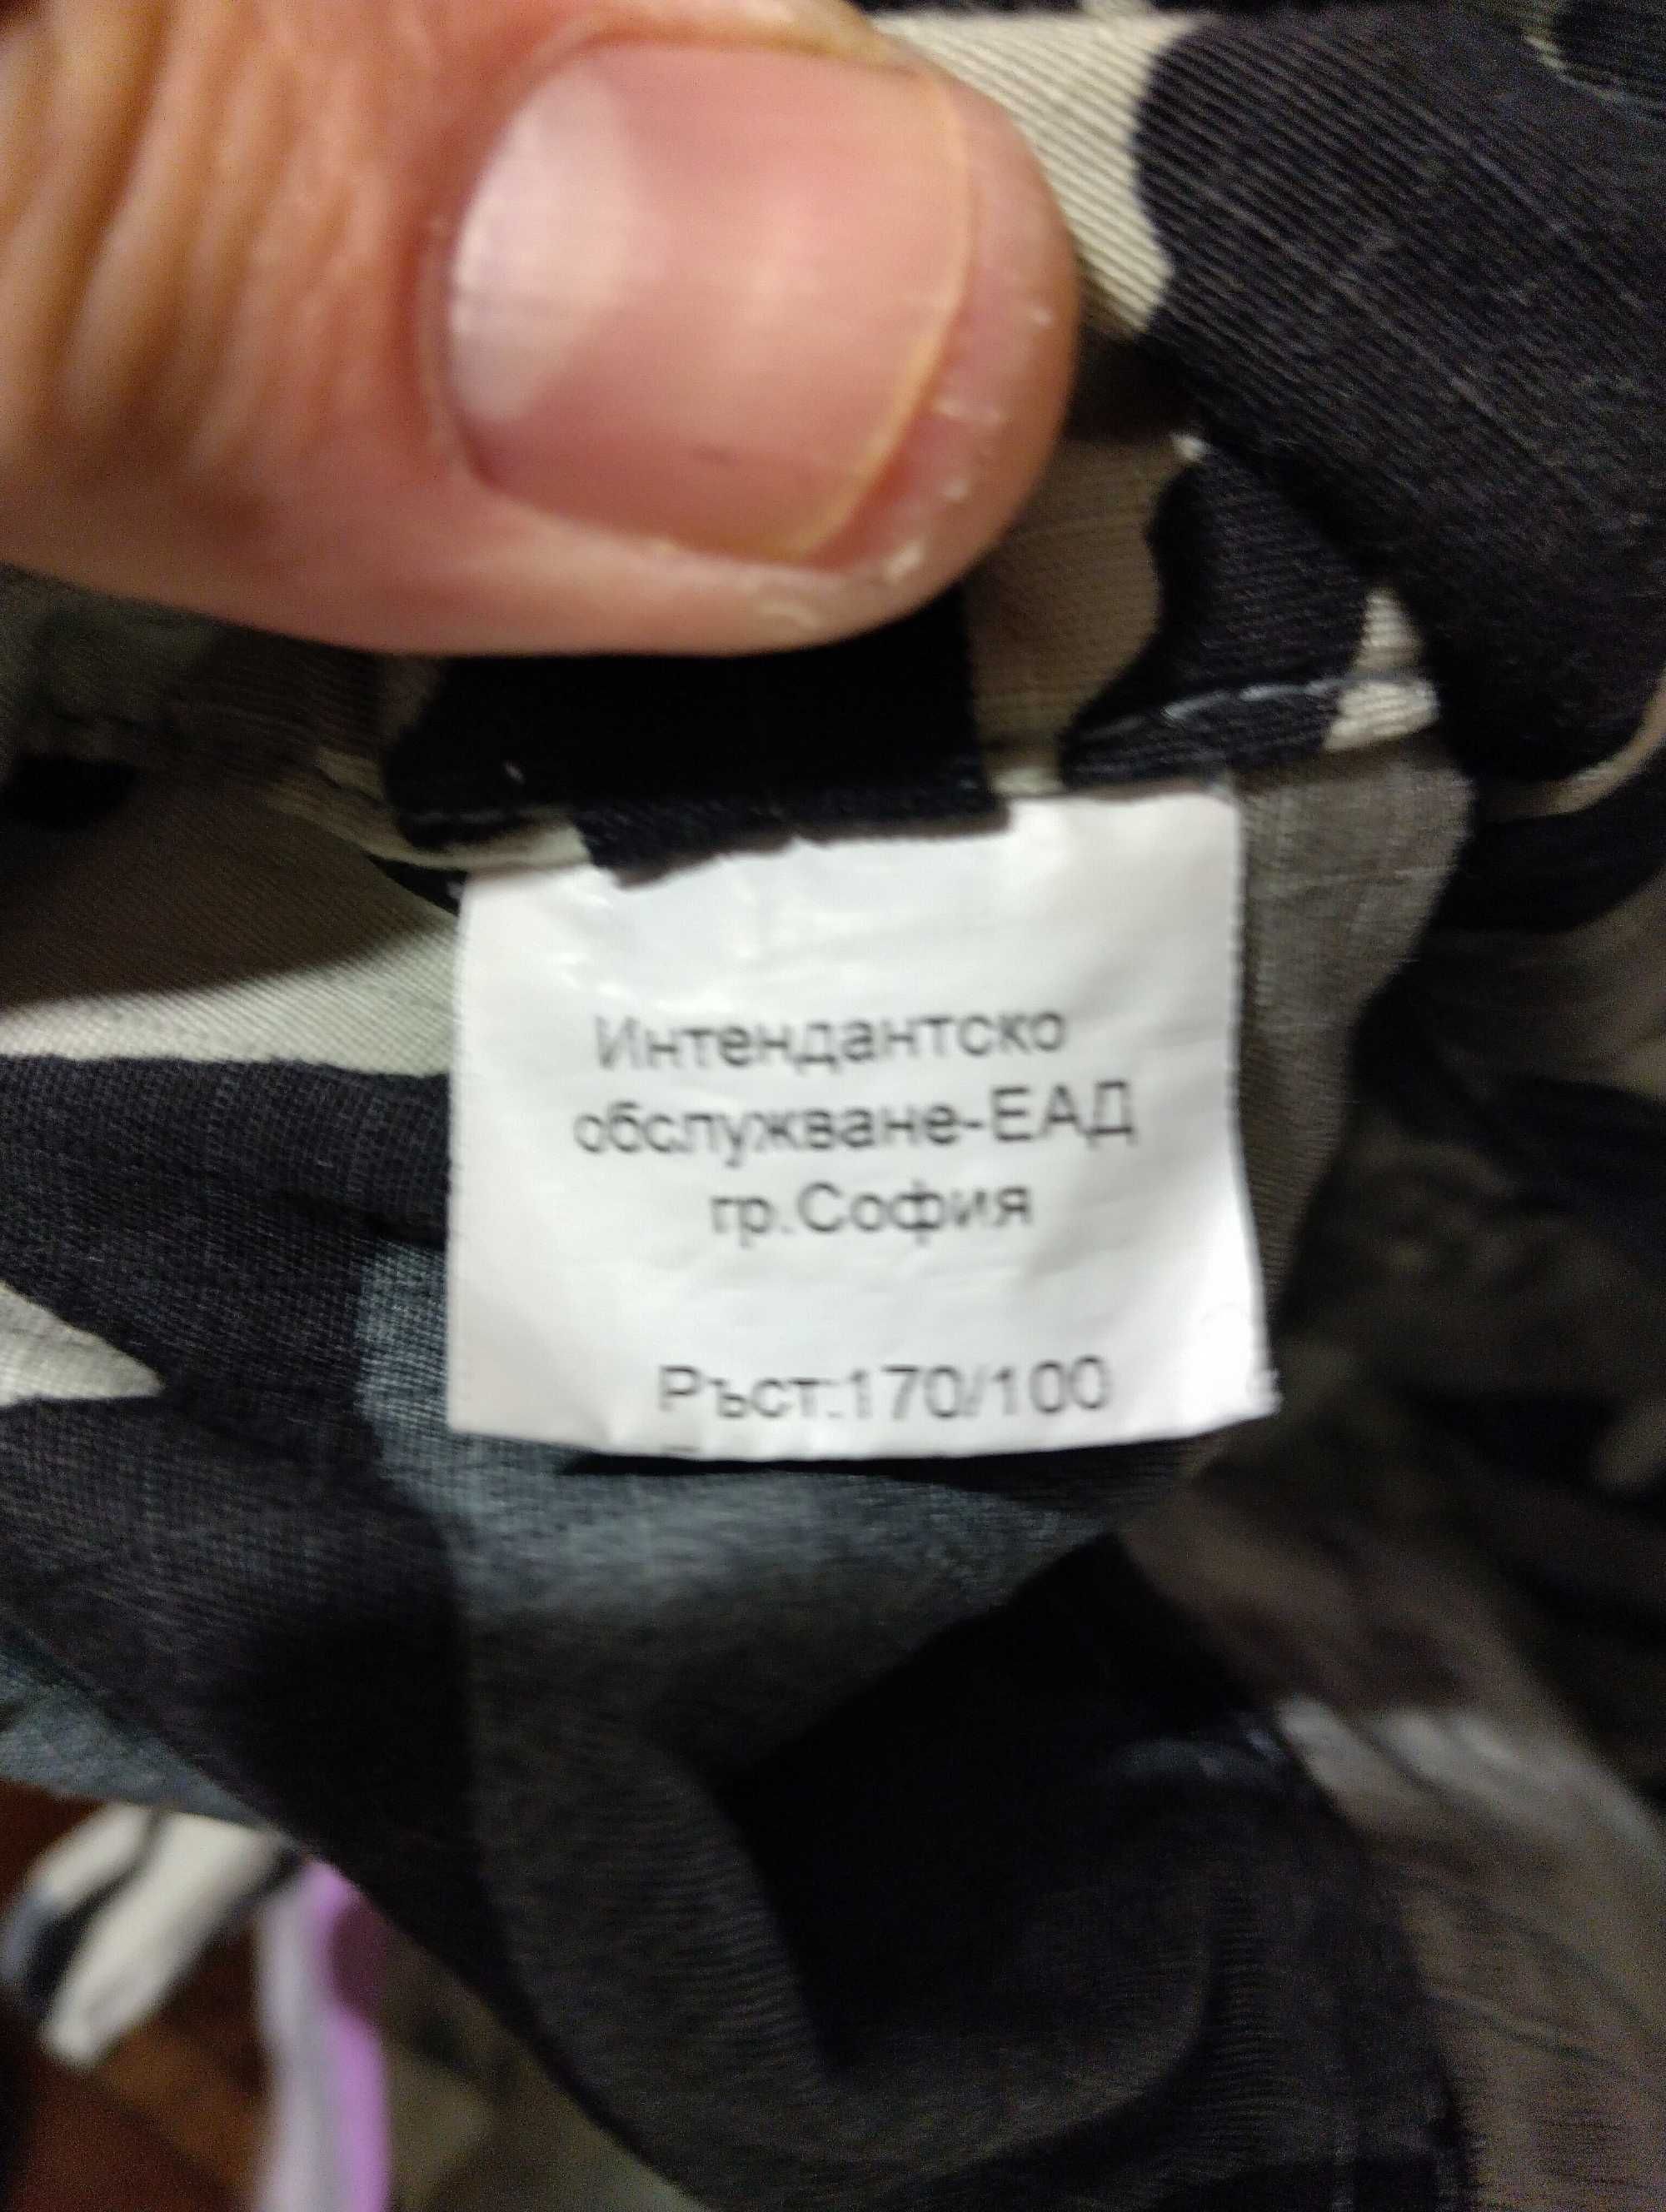 Интендантско
обслужване-ЕАД
гр.София
Ръст:170/100